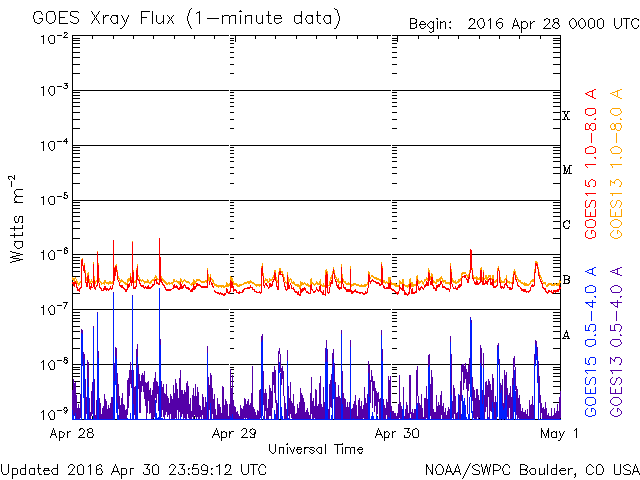 GOES Xray Flux (1-minute data)
Begin: 2016 Apr 28 0000 UTC
10⁻²
10⁻³
10⁻⁴
10⁻⁵
10⁻⁶
10⁻⁷
10⁻⁸
10⁻⁹
Watts m⁻²
X
M
C
B
A
GOES15 1.0-8.0 A
GOES13 1.0-8.0 A
GOES15 0.5-4.0 A
GOES13 0.5-4.0 A
Apr 28 Apr 29 Apr 30 May 1
Universal Time
Updated 2016 Apr 30 23:59:12 UTC
NOAA/SWPC Boulder, CO USA